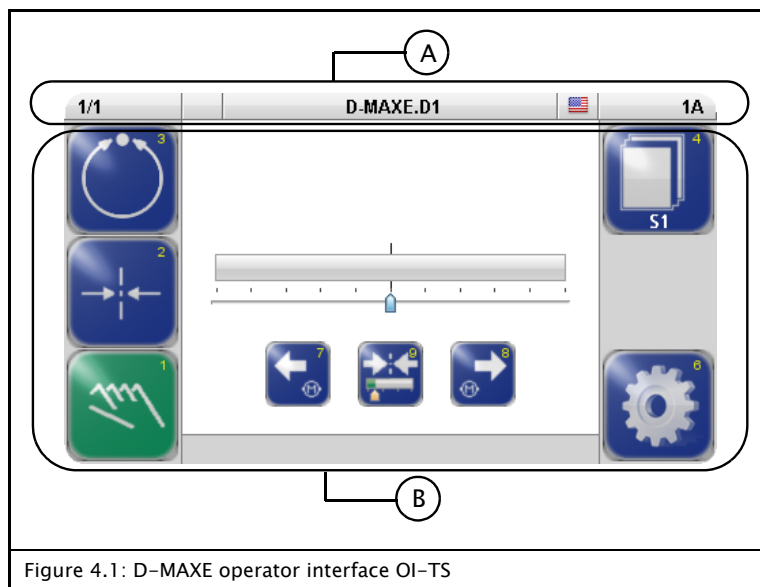 A
1/1 D-MAXE.D1 1A
3
4
S1
2
7 9 8
M M
1
6
B
Figure 4.1: D-MAXE operator interface OI-TS